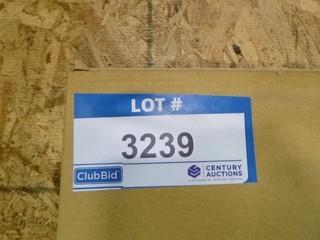 LOT #
3239
ClubBid
CENTURY
AUCTIONS